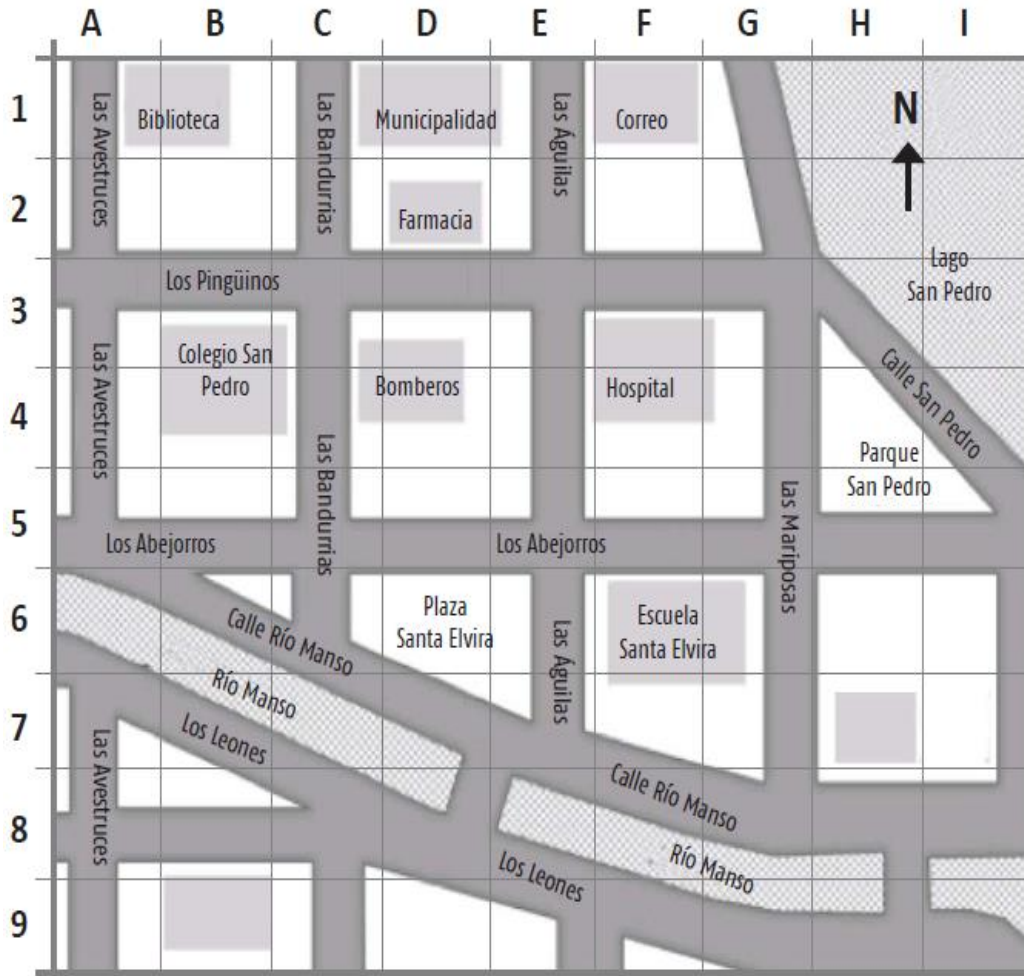 A B C D E F G H I
1
Las Avestruces
Biblioteca
Las Bandurrias
Municipalidad
Las Águilas
Correo
N
2
Farmacia
Lago
San Pedro
3
Los Pingüinos
Las Avestruces
Colegio San
Pedro
Bomberos
Hospital
Calle San Pedro
4
Las Bandurrias
Parque
San Pedro
Las Mariposas
5
Los Abejorros
Los Abejorros
6
Calle Río Manso
Plaza
Santa Elvira
Las Águilas
Escuela
Santa Elvira
Río Manso
7
Los Leones
Las Avestruces
Calle Río Manso
8
Los Leones
Río Manso
9